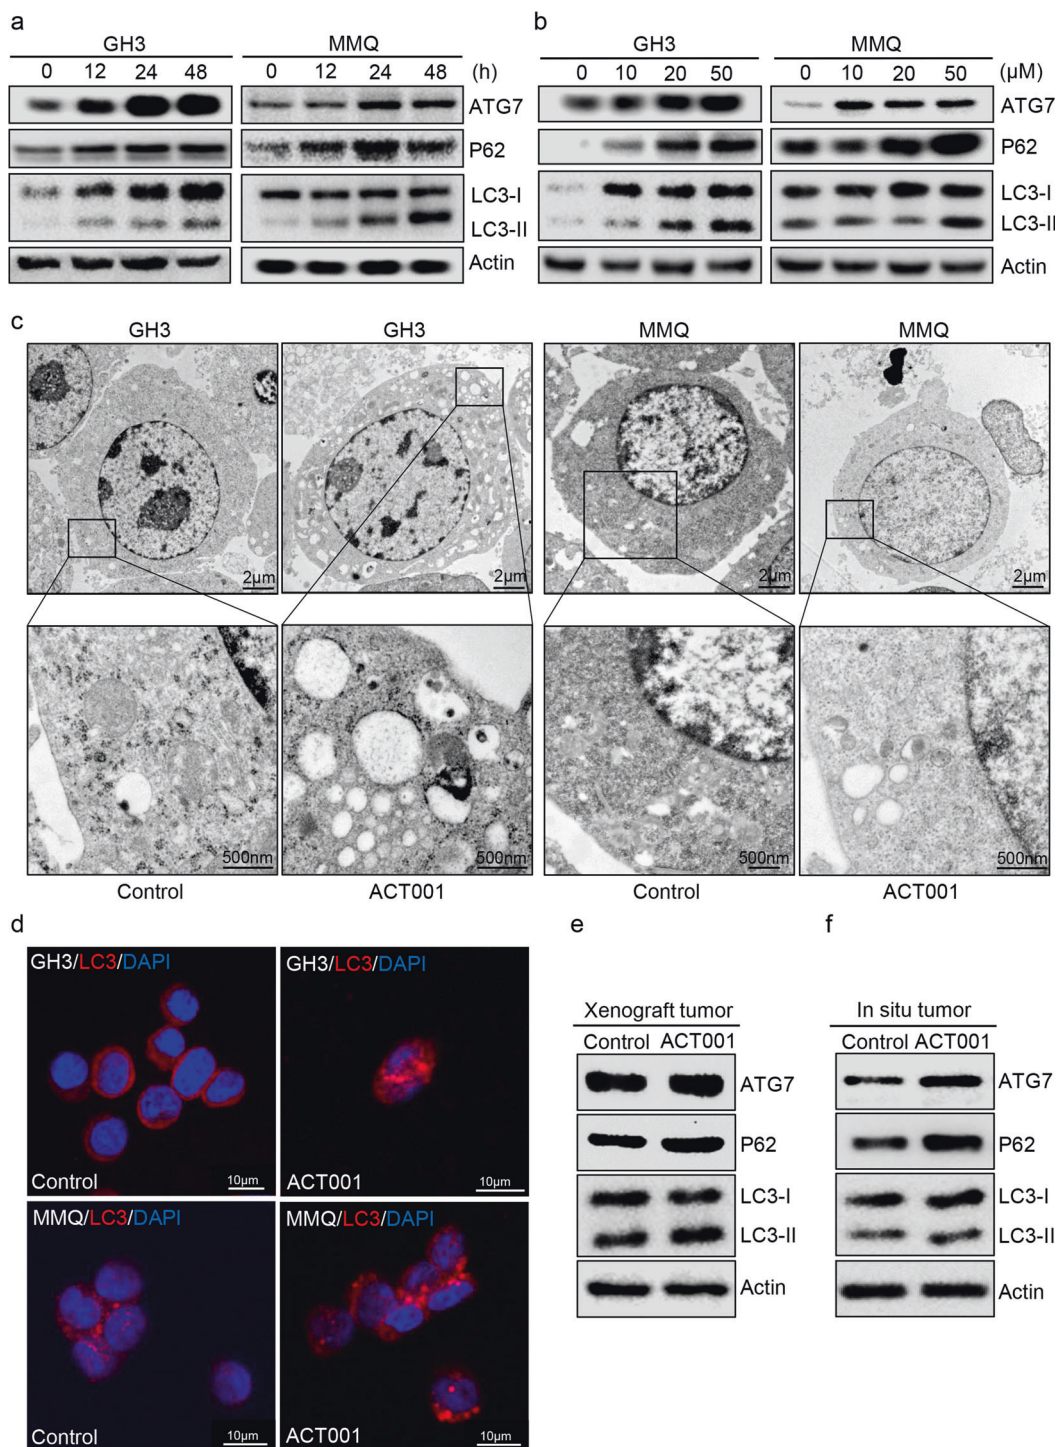 a
GH3 MMQ
0 12 24 48 0 12 24 48 (h)
ATG7
P62
LC3-I
LC3-II
Actin
b
GH3 MMQ
0 10 20 50 0 10 20 50 (µM)
ATG7
P62
LC3-I
LC3-II
Actin
c
GH3 GH3 MMQ MMQ
2µm 2µm 2µm 2µm
500nm 500nm 500nm 500nm
Control ACT001 Control ACT001
d
GH3/LC3/DAPI GH3/LC3/DAPI
Control 10µm ACT001 10µm
MMQ/LC3/DAPI MMQ/LC3/DAPI
Control 10µm ACT001 10µm
e
Xenograft tumor
Control ACT001
ATG7
P62
LC3-I
LC3-II
Actin
f
In situ tumor
Control ACT001
ATG7
P62
LC3-I
LC3-II
Actin